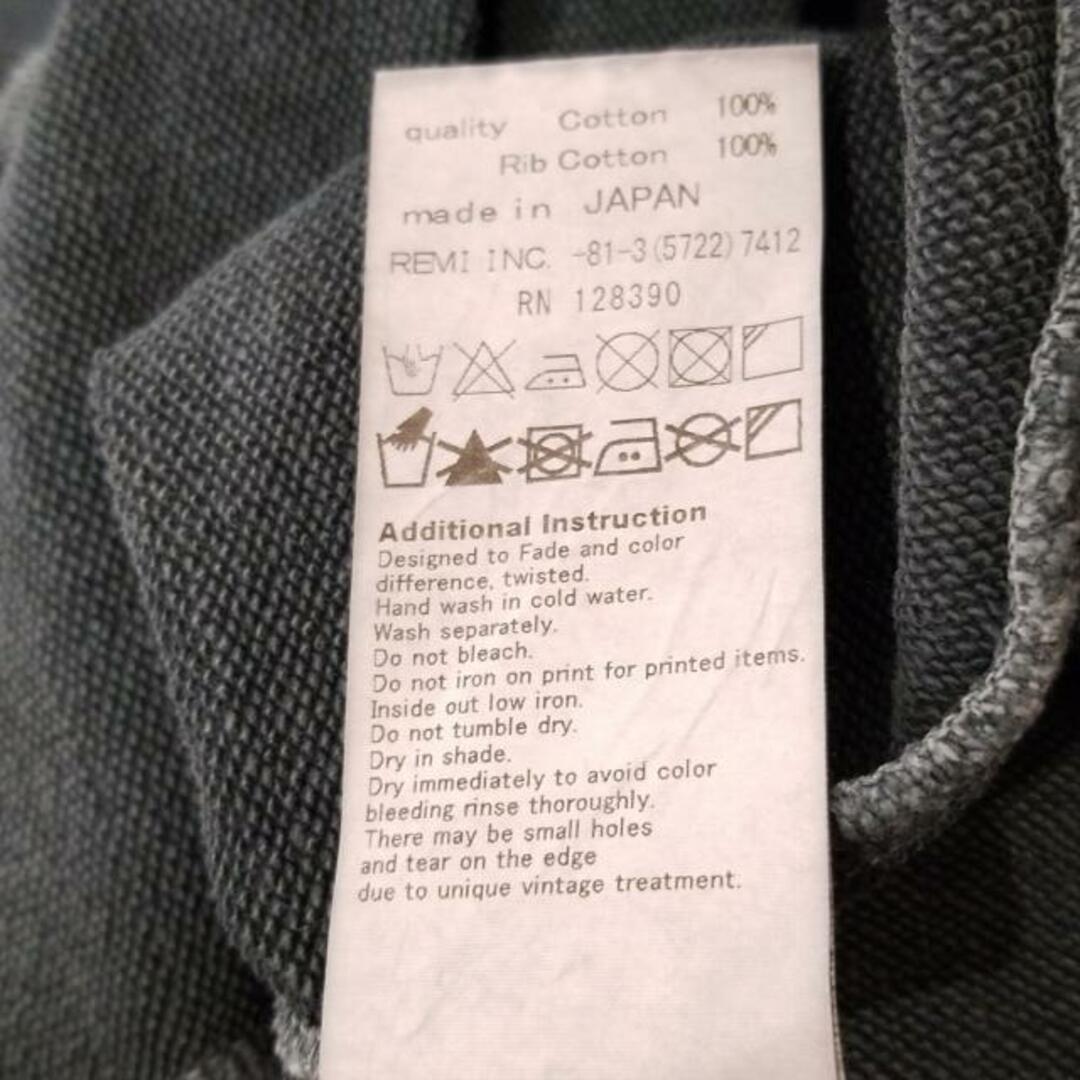 quality Cotton 100%
Rib Cotton 100%
made in JAPAN
REMI INC. -81-3(5722)7412
RN 128390
Additional Instruction
Designed to Fade and color
difference, twisted.
Hand wash in cold water.
Wash separately.
Do not bleach.
Do not iron on print for printed items.
Inside out low iron.
Do not tumble dry.
Dry in shade.
Dry immediately to avoid color
bleeding rinse thoroughly.
There may be small holes
and tear on the edge
due to unique vintage treatment.